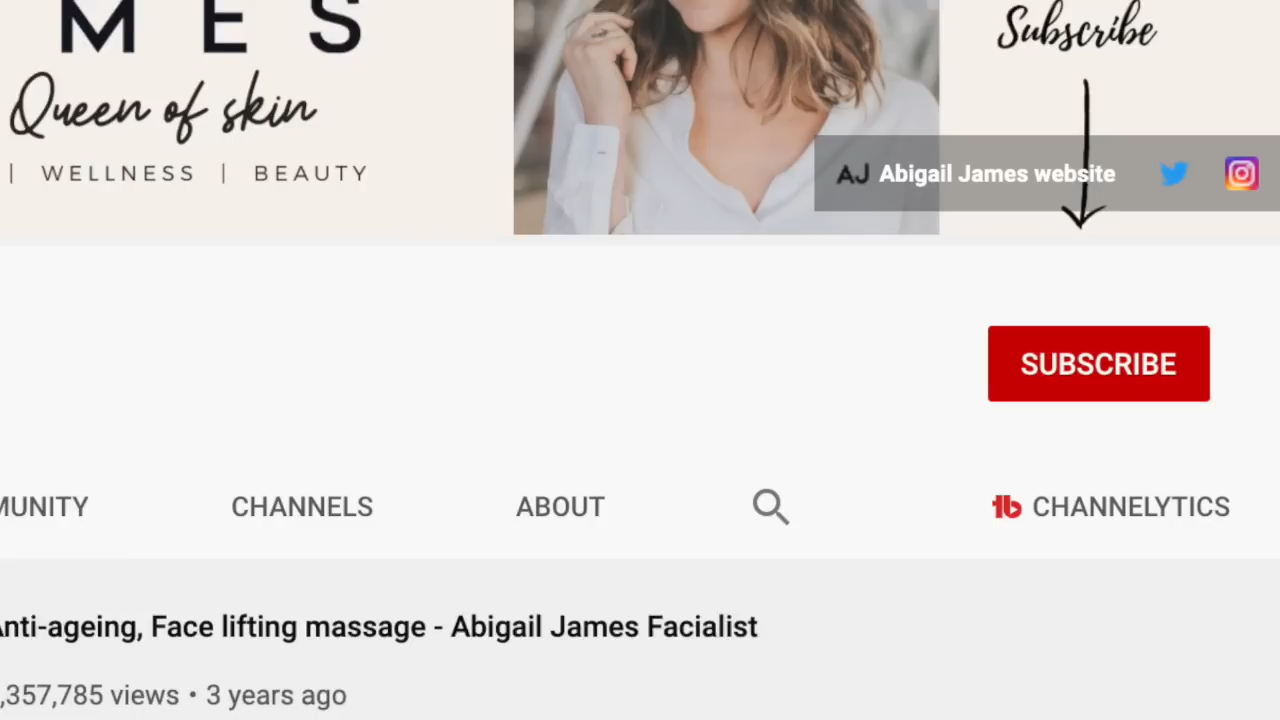 MES
Subscribe
Queen of skin
| WELLNESS | BEAUTY
AJ Abigail James website
SUBSCRIBE
MUNITY CHANNELS ABOUT CHANNELYTICS
Anti-ageing, Face lifting massage - Abigail James Facialist
,357,785 views • 3 years ago